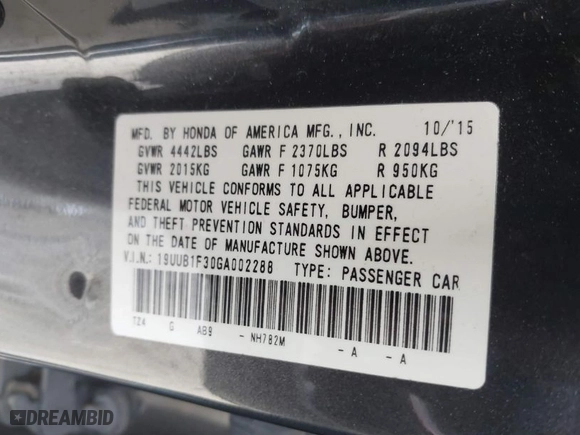 MFD. BY HONDA OF AMERICA MFG., INC. 10/'15
GVWR 4442LBS GAWR F 2370LBS R 2094LBS
GVWR 2015KG GAWR F 1075KG R 950KG
THIS VEHICLE CONFORMS TO ALL APPLICABLE
FEDERAL MOTOR VEHICLE SAFETY, BUMPER,
AND THEFT PREVENTION STANDARDS IN EFFECT
ON THE DATE OF MANUFACTURE SHOWN ABOVE.
V.I.N.: 19UUB1F30GA002288 TYPE: PASSENGER CAR
TZ4 G AB9 - NH782M - A - A
DREAMBID